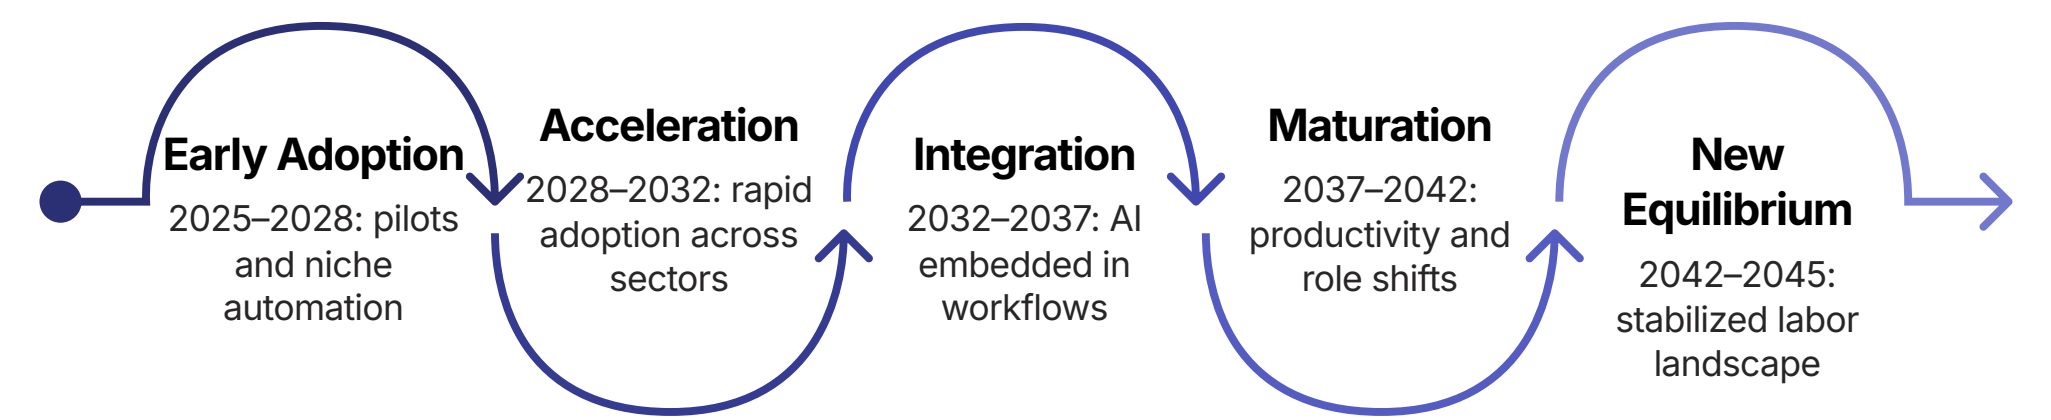 Early Adoption
2025–2028: pilots
and niche
automation
Acceleration
2028–2032: rapid
adoption across
sectors
Integration
2032–2037: AI
embedded in
workflows
Maturation
2037–2042:
productivity and
role shifts
New
Equilibrium
2042–2045:
stabilized labor
landscape